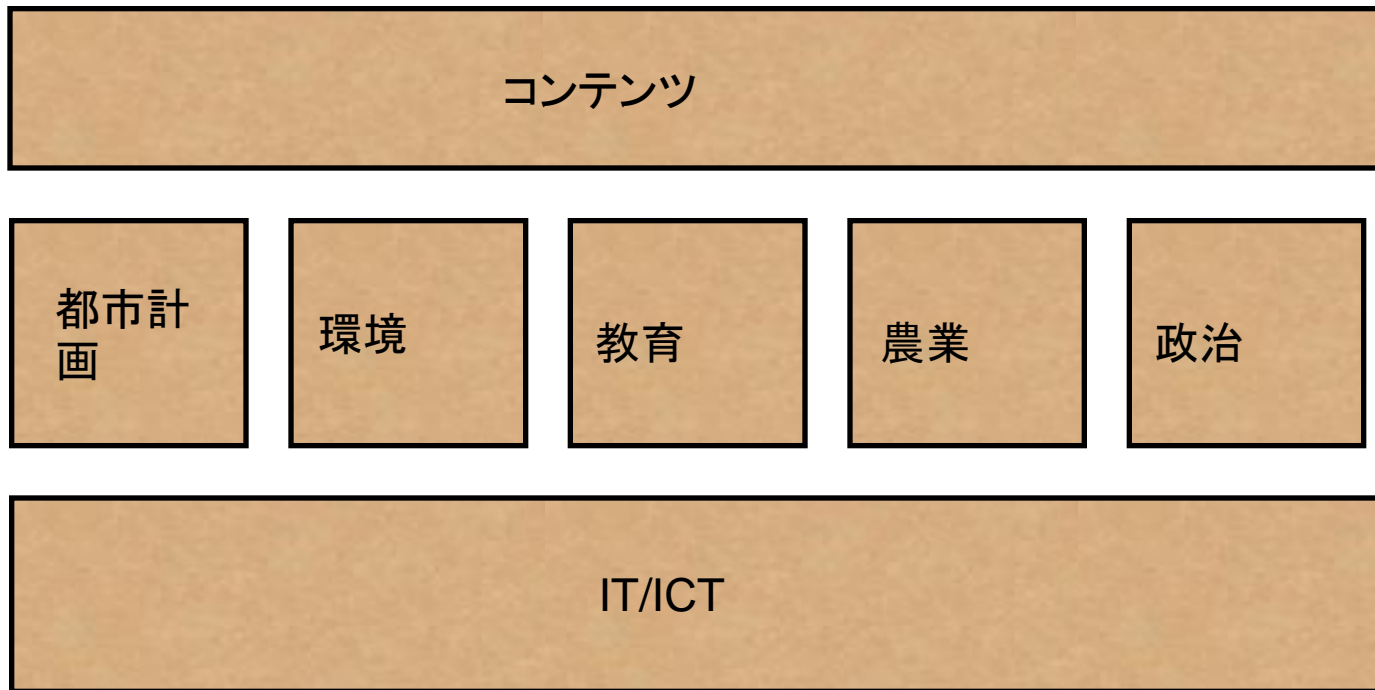 コンテンツ
都市計
画
環境
教育
農業
政治
IT/ICT